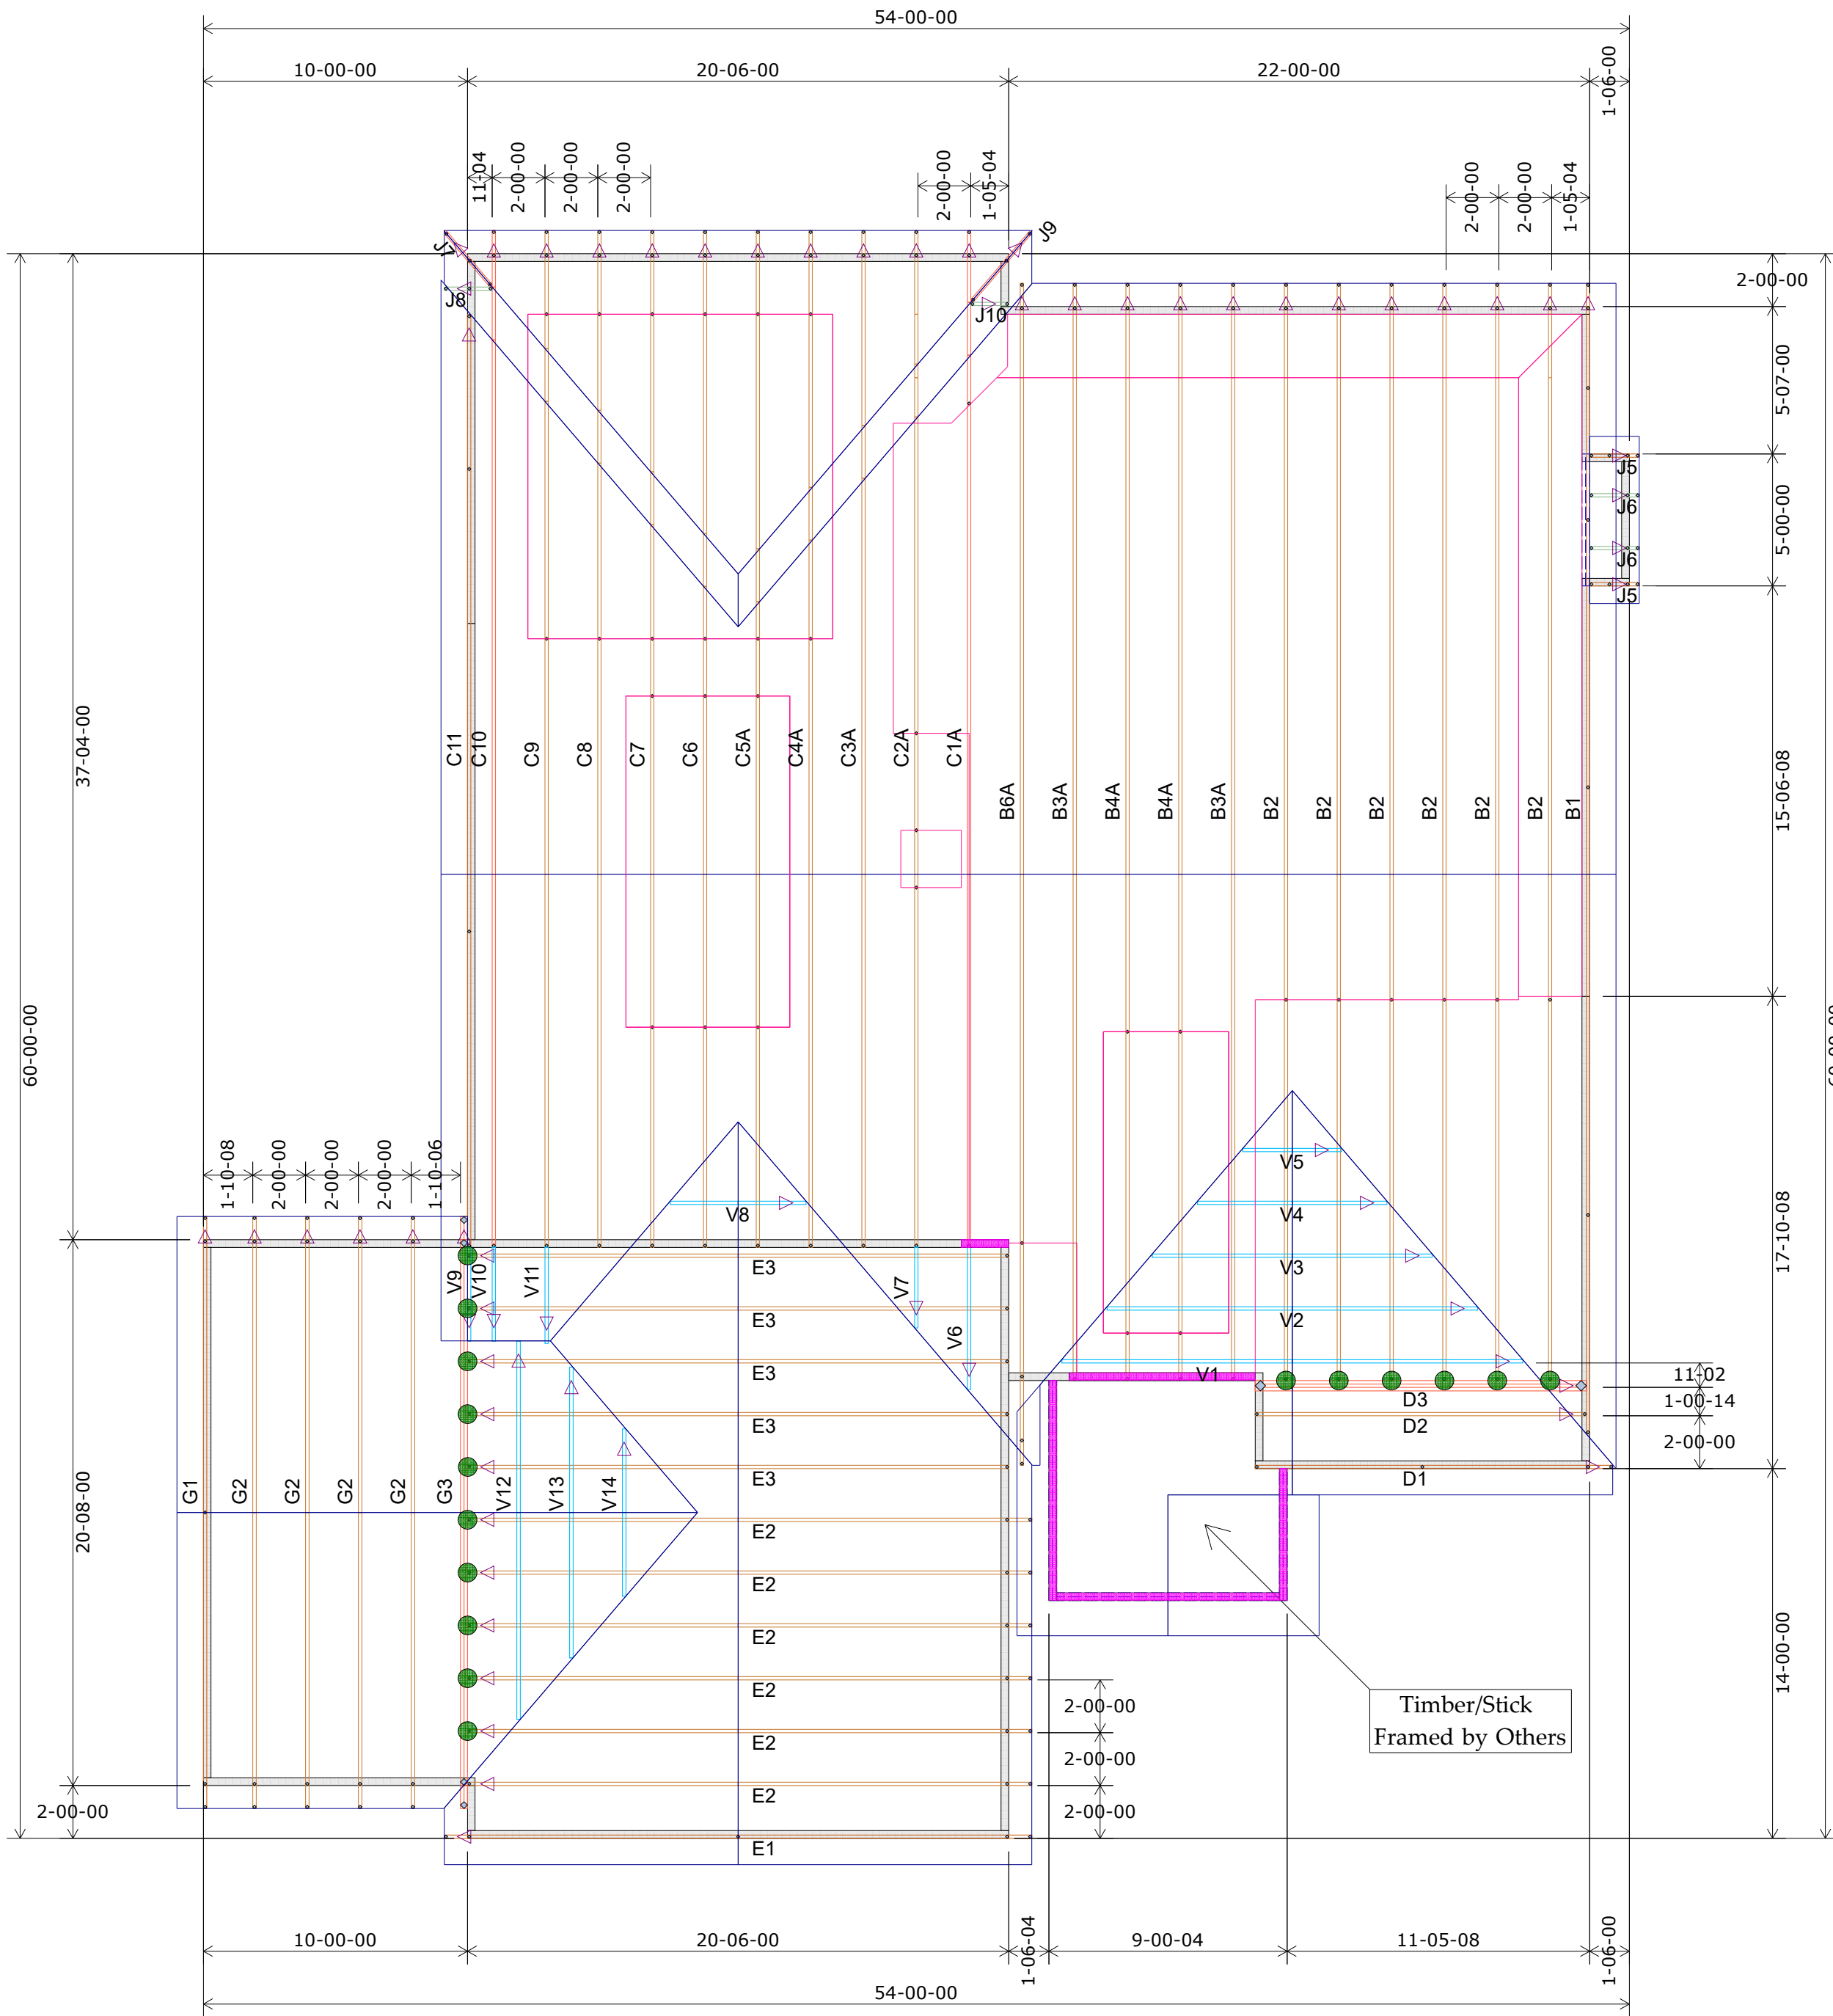 54-00-00
10-00-00
20-06-00
22-00-00
1-06-00
11-04
2-00-00
2-00-00
2-00-00
2-00-00
1-05-04
2-00-00
2-00-00
1-05-04
J7
J9
J8
J10
2-00-00
5-07-00
J5
J6
J6
J5
5-00-00
37-04-00
60-00-00
C11
C10
C9
C8
C7
C6
C5A
C4A
C3A
C2A
C1A
B6A
B3A
B4A
B4A
B3A
B2
B2
B2
B2
B2
B2
B1
15-06-08
1-10-08
2-00-00
2-00-00
2-00-00
1-10-06
V5
V8
V4
V3
V2
V1
17-10-08
V9
V10
V11
V7
V6
E3
E3
E3
E3
E3
E2
E2
E2
E2
E2
E2
E1
11-02
1-00-14
2-00-00
D3
D2
D1
G1
G2
G2
G2
G2
G3
V12
V13
V14
20-08-00
2-00-00
2-00-00
2-00-00
2-00-00
14-00-00
Timber/Stick
Framed by Others
10-00-00
20-06-00
1-06-04
9-00-04
11-05-08
1-06-00
54-00-00